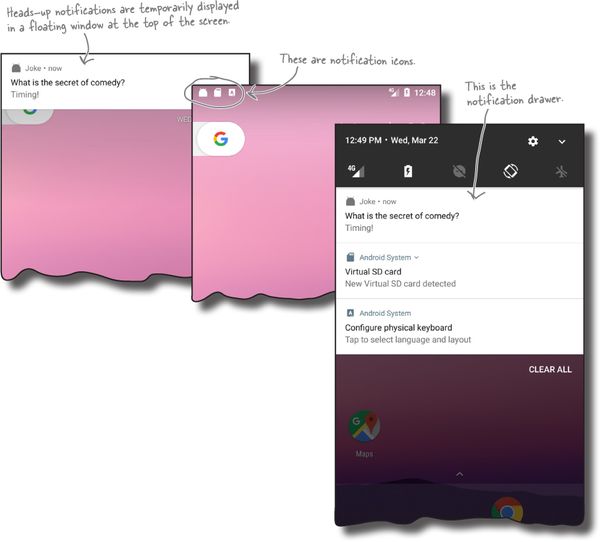 Heads-up notifications are temporarily displayed
in a floating window at the top of the screen.
Joke • now
What is the secret of comedy?
Timing!
G
WED
These are notification icons.
A
12:48
G
This is the
notification drawer.
12:49 PM • Wed, Mar 22
4G
Joke • now
What is the secret of comedy?
Timing!
Android System
Virtual SD card
New Virtual SD card detected
A
Android System
Configure physical keyboard
Tap to select language and layout
CLEAR ALL
G
Maps